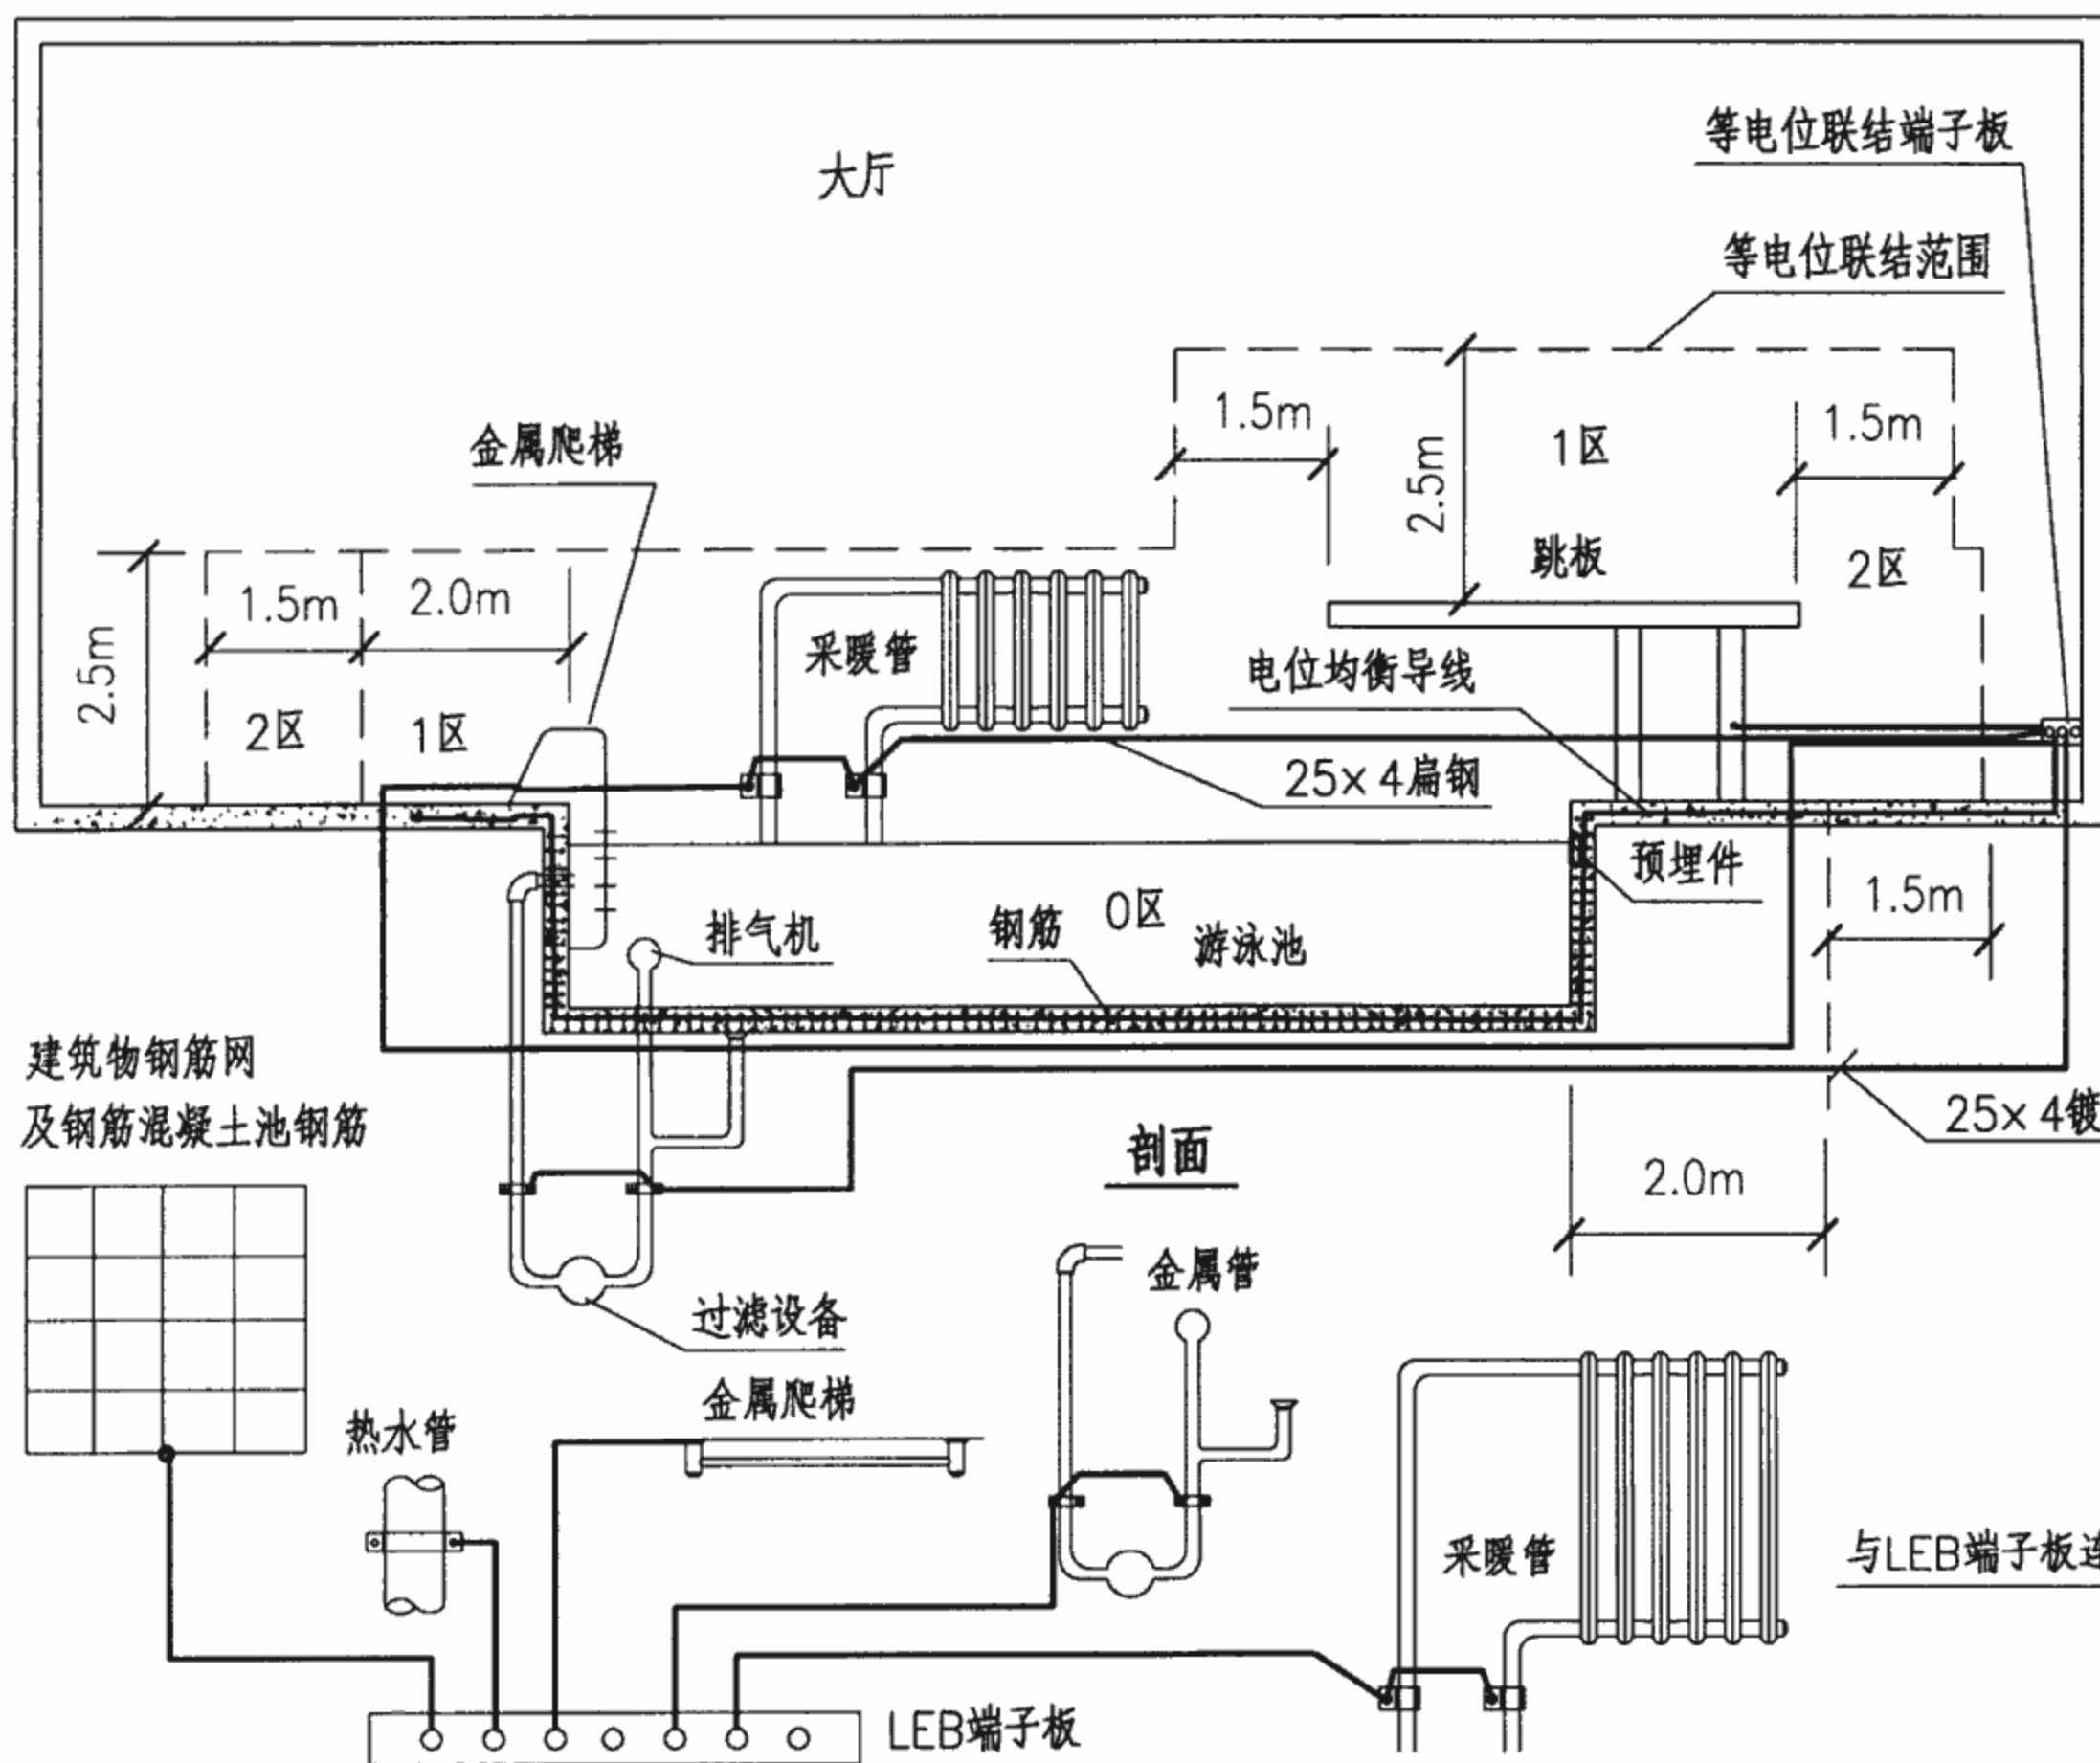 大厅
等电位联结端子板
等电位联结范围
1.5m
1区
1.5m
2.5m
跳板
2区
金属爬梯
1.5m
2.0m
2.5m
2区
1区
采暖管
电位均衡导线
25×4扁钢
预埋件
1.5m
排气机
钢筋
0区
游泳池
建筑物钢筋网
及钢筋混凝土池钢筋
25×4镀
剖面
2.0m
过滤设备
金属管
金属爬梯
热水管
采暖管
与LEB端子板连
LEB端子板